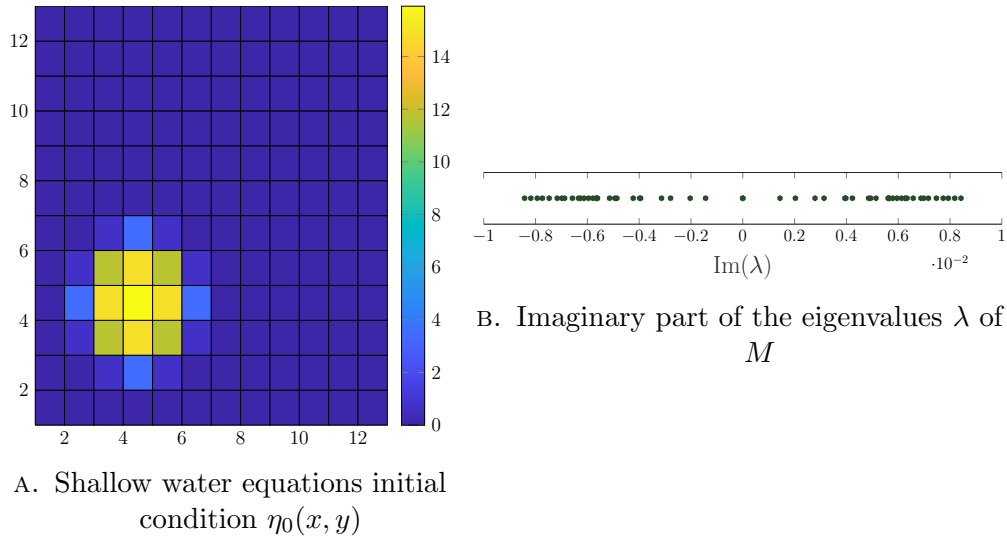 12
10
8
6
4
2
2 4 6 8 10 12
14
12
10
8
6
4
2
0
A. Shallow water equations initial
condition η₀(x, y)
−1 −0.8 −0.6 −0.4 −0.2 0 0.2 0.4 0.6 0.8 1
·10⁻²
Im(λ)
B. Imaginary part of the eigenvalues λ of
M